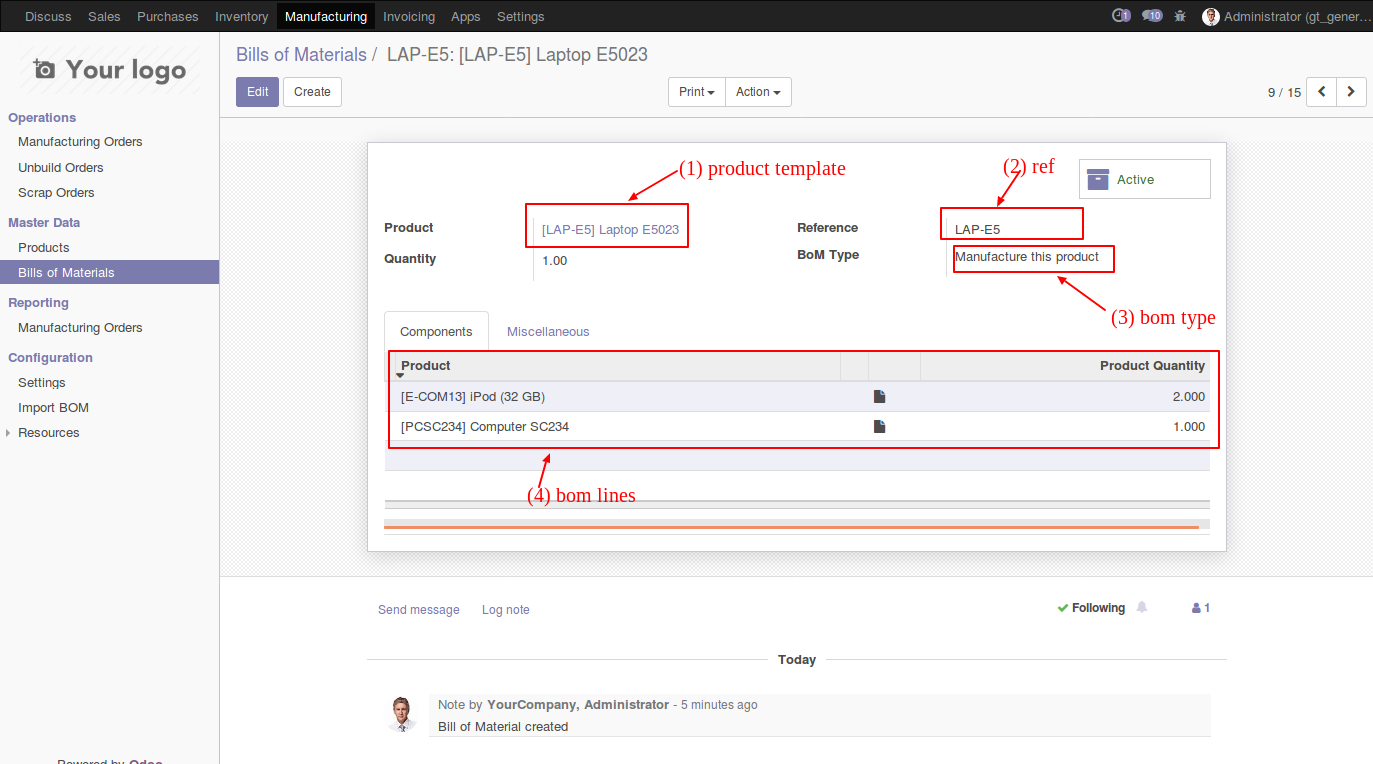 Discuss Sales Purchases Inventory Manufacturing Invoicing Apps Settings 1 10 Administrator (gt_gener...
Your logo
Bills of Materials / LAP-E5: [LAP-E5] Laptop E5023
Edit Create Print Action 9 / 15
Operations
Manufacturing Orders
Unbuild Orders
Scrap Orders
Master Data
Products
Bills of Materials
Reporting
Manufacturing Orders
Configuration
Settings
Import BOM
Resources
Powered by Odoo
(1) product template
(2) ref
Active
Product [LAP-E5] Laptop E5023
Reference LAP-E5
Quantity 1.00
BoM Type Manufacture this product
(3) bom type
Components Miscellaneous
Product Product Quantity
[E-COM13] iPod (32 GB) 2.000
[PCSC234] Computer SC234 1.000
(4) bom lines
Send message Log note Following 1
Today
Note by YourCompany, Administrator - 5 minutes ago
Bill of Material created